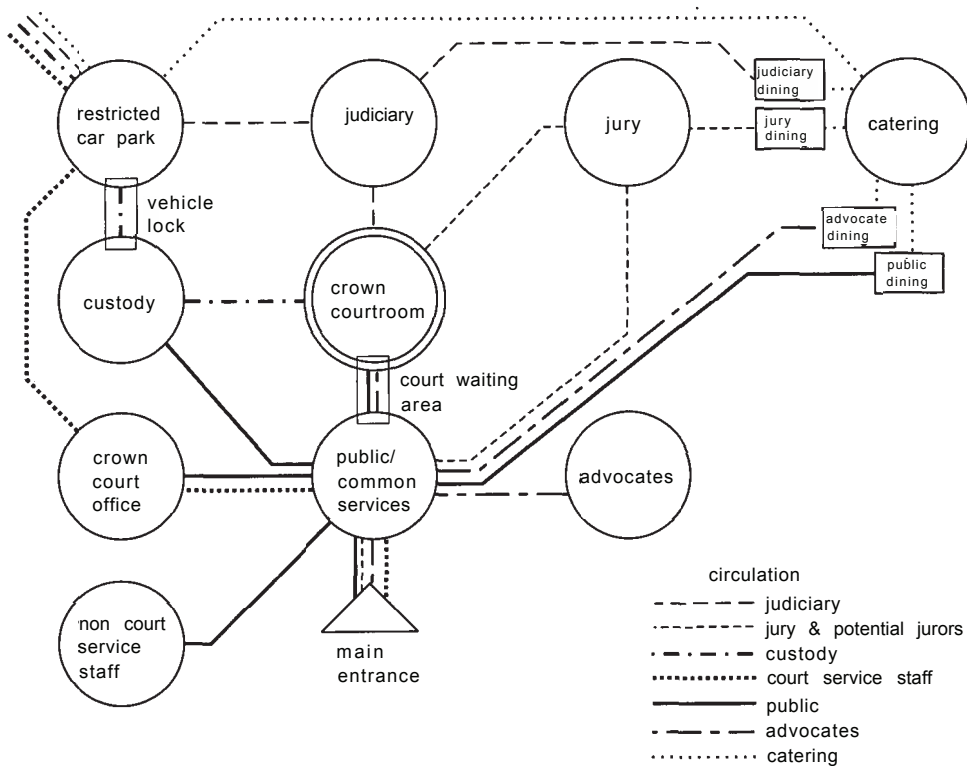 restricted
car park
judiciary
jury
judiciary
dining
jury
dining
catering
vehicle
lock
advocate
dining
public
dining
custody
crown
courtroom
court waiting
area
crown
court
office
public/
common
services
advocates
non court
service
staff
main
entrance
circulation
judiciary
jury & potential jurors
custody
court service staff
public
advocates
catering